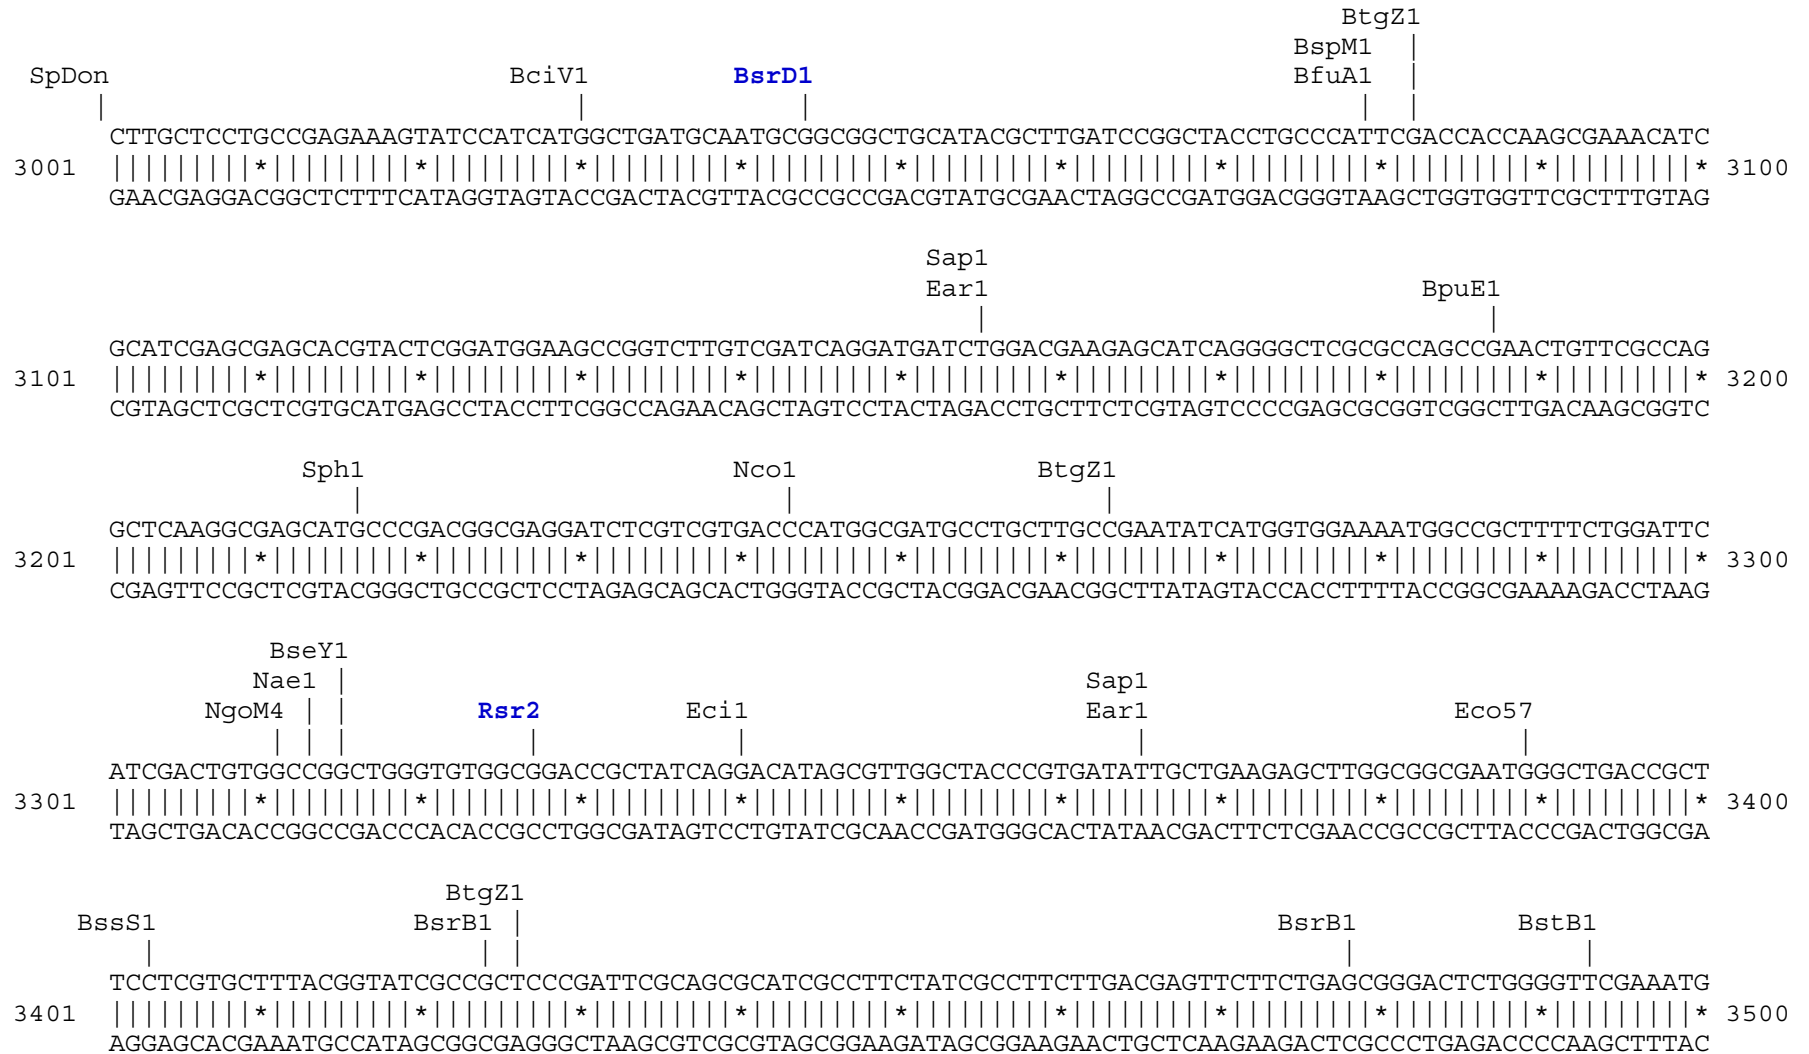 BtgZ1
BspM1 |
SpDon BciV1 BsrD1 BfuA1 |
| | | | | |
CTTGCTCCTGCCGAGAAAGTATCCATCATGGCTGATGCAATGCGGCGGCTGCATACGCTTGATCCGGCTACCTGCCCATTCGACCACCAAGCGAAACATC
3001 |||||||||*|||||||||*|||||||||*|||||||||*|||||||||*|||||||||*|||||||||*|||||||||*|||||||||*|||||||||* 3100
GAACGAGGACGGCTCTTTCATAGGTAGTACCGACTACGTTACGCCGCCGACGTATGCGAACTAGGCCGATGGACGGGTAAGCTGGTGGTTCGCTTTGTAG
Sap1
Ear1 BpuE1
| |
GCATCGAGCGAGCACGTACTCGGATGGAAGCCGGTCTTGTCGATCAGGATGATCTGGACGAAGAGCATCAGGGGCTCGCGCCAGCCGAACTGTTCGCCAG
3101 |||||||||*|||||||||*|||||||||*|||||||||*|||||||||*|||||||||*|||||||||*|||||||||*|||||||||*|||||||||* 3200
CGTAGCTCGCTCGTGCATGAGCCTACCTTCGGCCAGAACAGCTAGTCCTACTAGACCTGCTTCTCGTAGTCCCCGAGCGCGGTCGGCTTGACAAGCGGTC
Sph1 Nco1 BtgZ1
| | |
GCTCAAGGCGAGCATGCCCGACGGCGAGGATCTCGTCGTGACCCATGGCGATGCCTGCTTGCCGAATATCATGGTGGAAAATGGCCGCTTTTCTGGATTC
3201 |||||||||*|||||||||*|||||||||*|||||||||*|||||||||*|||||||||*|||||||||*|||||||||*|||||||||*|||||||||* 3300
CGAGTTCCGCTCGTACGGGCTGCCGCTCCTAGAGCAGCACTGGGTACCGCTACGGACGAACGGCTTATAGTACCACCTTTTACCGGCGAAAAGACCTAAG
BseY1
Nae1 | Sap1
NgoM4 | | Rsr2 Eci1 Ear1 Eco57
| | | | | | |
ATCGACTGTGGCCGGCTGGGTGTGGCGGACCGCTATCAGGACATAGCGTTGGCTACCCGTGATATTGCTGAAGAGCTTGGCGGCGAATGGGCTGACCGCT
3301 |||||||||*|||||||||*|||||||||*|||||||||*|||||||||*|||||||||*|||||||||*|||||||||*|||||||||*|||||||||* 3400
TAGCTGACACCGGCCGACCCACACCGCCTGGCGATAGTCCTGTATCGCAACCGATGGGCACTATAACGACTTCTCGAACCGCCGCTTACCCGACTGGCGA
BtgZ1
BssS1 BsrB1 | BsrB1 BstB1
| | | | |
TCCTCGTGCTTTACGGTATCGCCGCTCCCGATTCGCAGCGCATCGCCTTCTATCGCCTTCTTGACGAGTTCTTCTGAGCGGGACTCTGGGGTTCGAAATG
3401 |||||||||*|||||||||*|||||||||*|||||||||*|||||||||*|||||||||*|||||||||*|||||||||*|||||||||*|||||||||* 3500
AGGAGCACGAAATGCCATAGCGGCGAGGGCTAAGCGTCGCGTAGCGGAAGATAGCGGAAGAACTGCTCAAGAAGACTCGCCCTGAGACCCCAAGCTTTAC